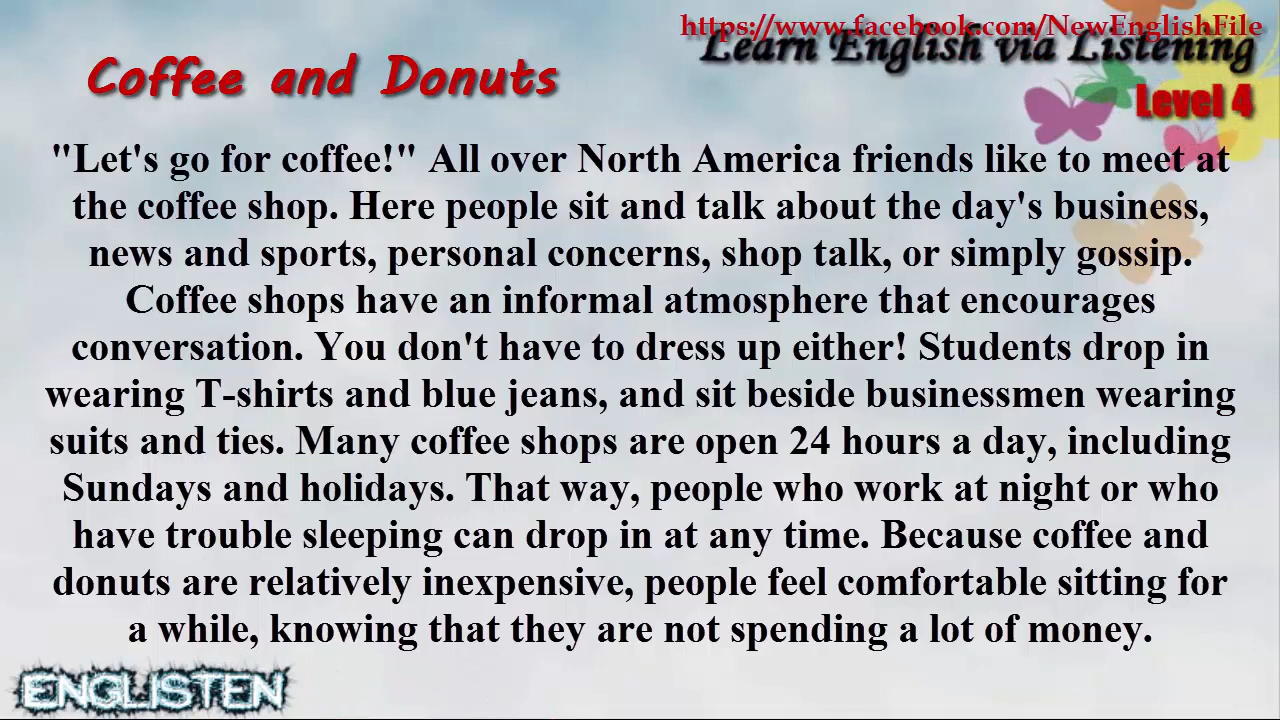 https://www.facebook.com/NewEnglishFile
Learn English via Listening
Coffee and Donuts
Level 4
"Let's go for coffee!" All over North America friends like to meet at
the coffee shop. Here people sit and talk about the day's business,
news and sports, personal concerns, shop talk, or simply gossip.
Coffee shops have an informal atmosphere that encourages
conversation. You don't have to dress up either! Students drop in
wearing T-shirts and blue jeans, and sit beside businessmen wearing
suits and ties. Many coffee shops are open 24 hours a day, including
Sundays and holidays. That way, people who work at night or who
have trouble sleeping can drop in at any time. Because coffee and
donuts are relatively inexpensive, people feel comfortable sitting for
a while, knowing that they are not spending a lot of money.
ENGLISTEN